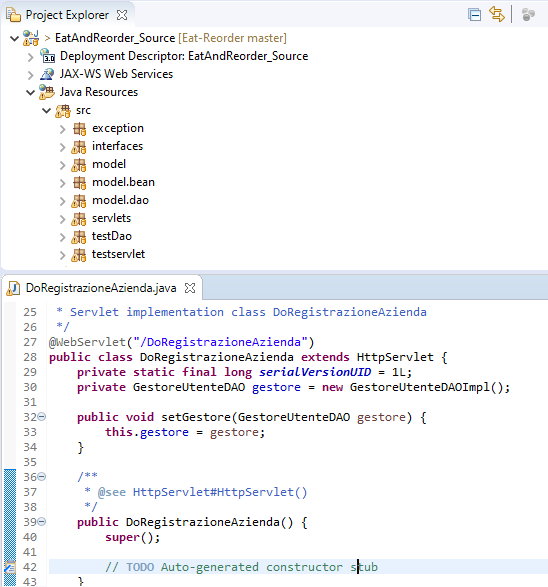 Project Explorer
> EatAndReorder_Source [Eat-Reorder master]
3.0 Deployment Descriptor: EatAndReorder_Source
JAX-WS Web Services
Java Resources
src
exception
interfaces
model
model.bean
model.dao
servlets
testDao
testservlet
DoRegistrazioneAzienda.java
25 * Servlet implementation class DoRegistrazioneAzienda
26 */
27 @WebServlet("/DoRegistrazioneAzienda")
28 public class DoRegistrazioneAzienda extends HttpServlet {
29 private static final long serialVersionUID = 1L;
30 private GestoreUtenteDAO gestore = new GestoreUtenteDAOImpl();
31
32 public void setGestore(GestoreUtenteDAO gestore) {
33 this.gestore = gestore;
34 }
35
36 /**
37 * @see HttpServlet#HttpServlet()
38 */
39 public DoRegistrazioneAzienda() {
40 super();
41
42 // TODO Auto-generated constructor stub
43 }